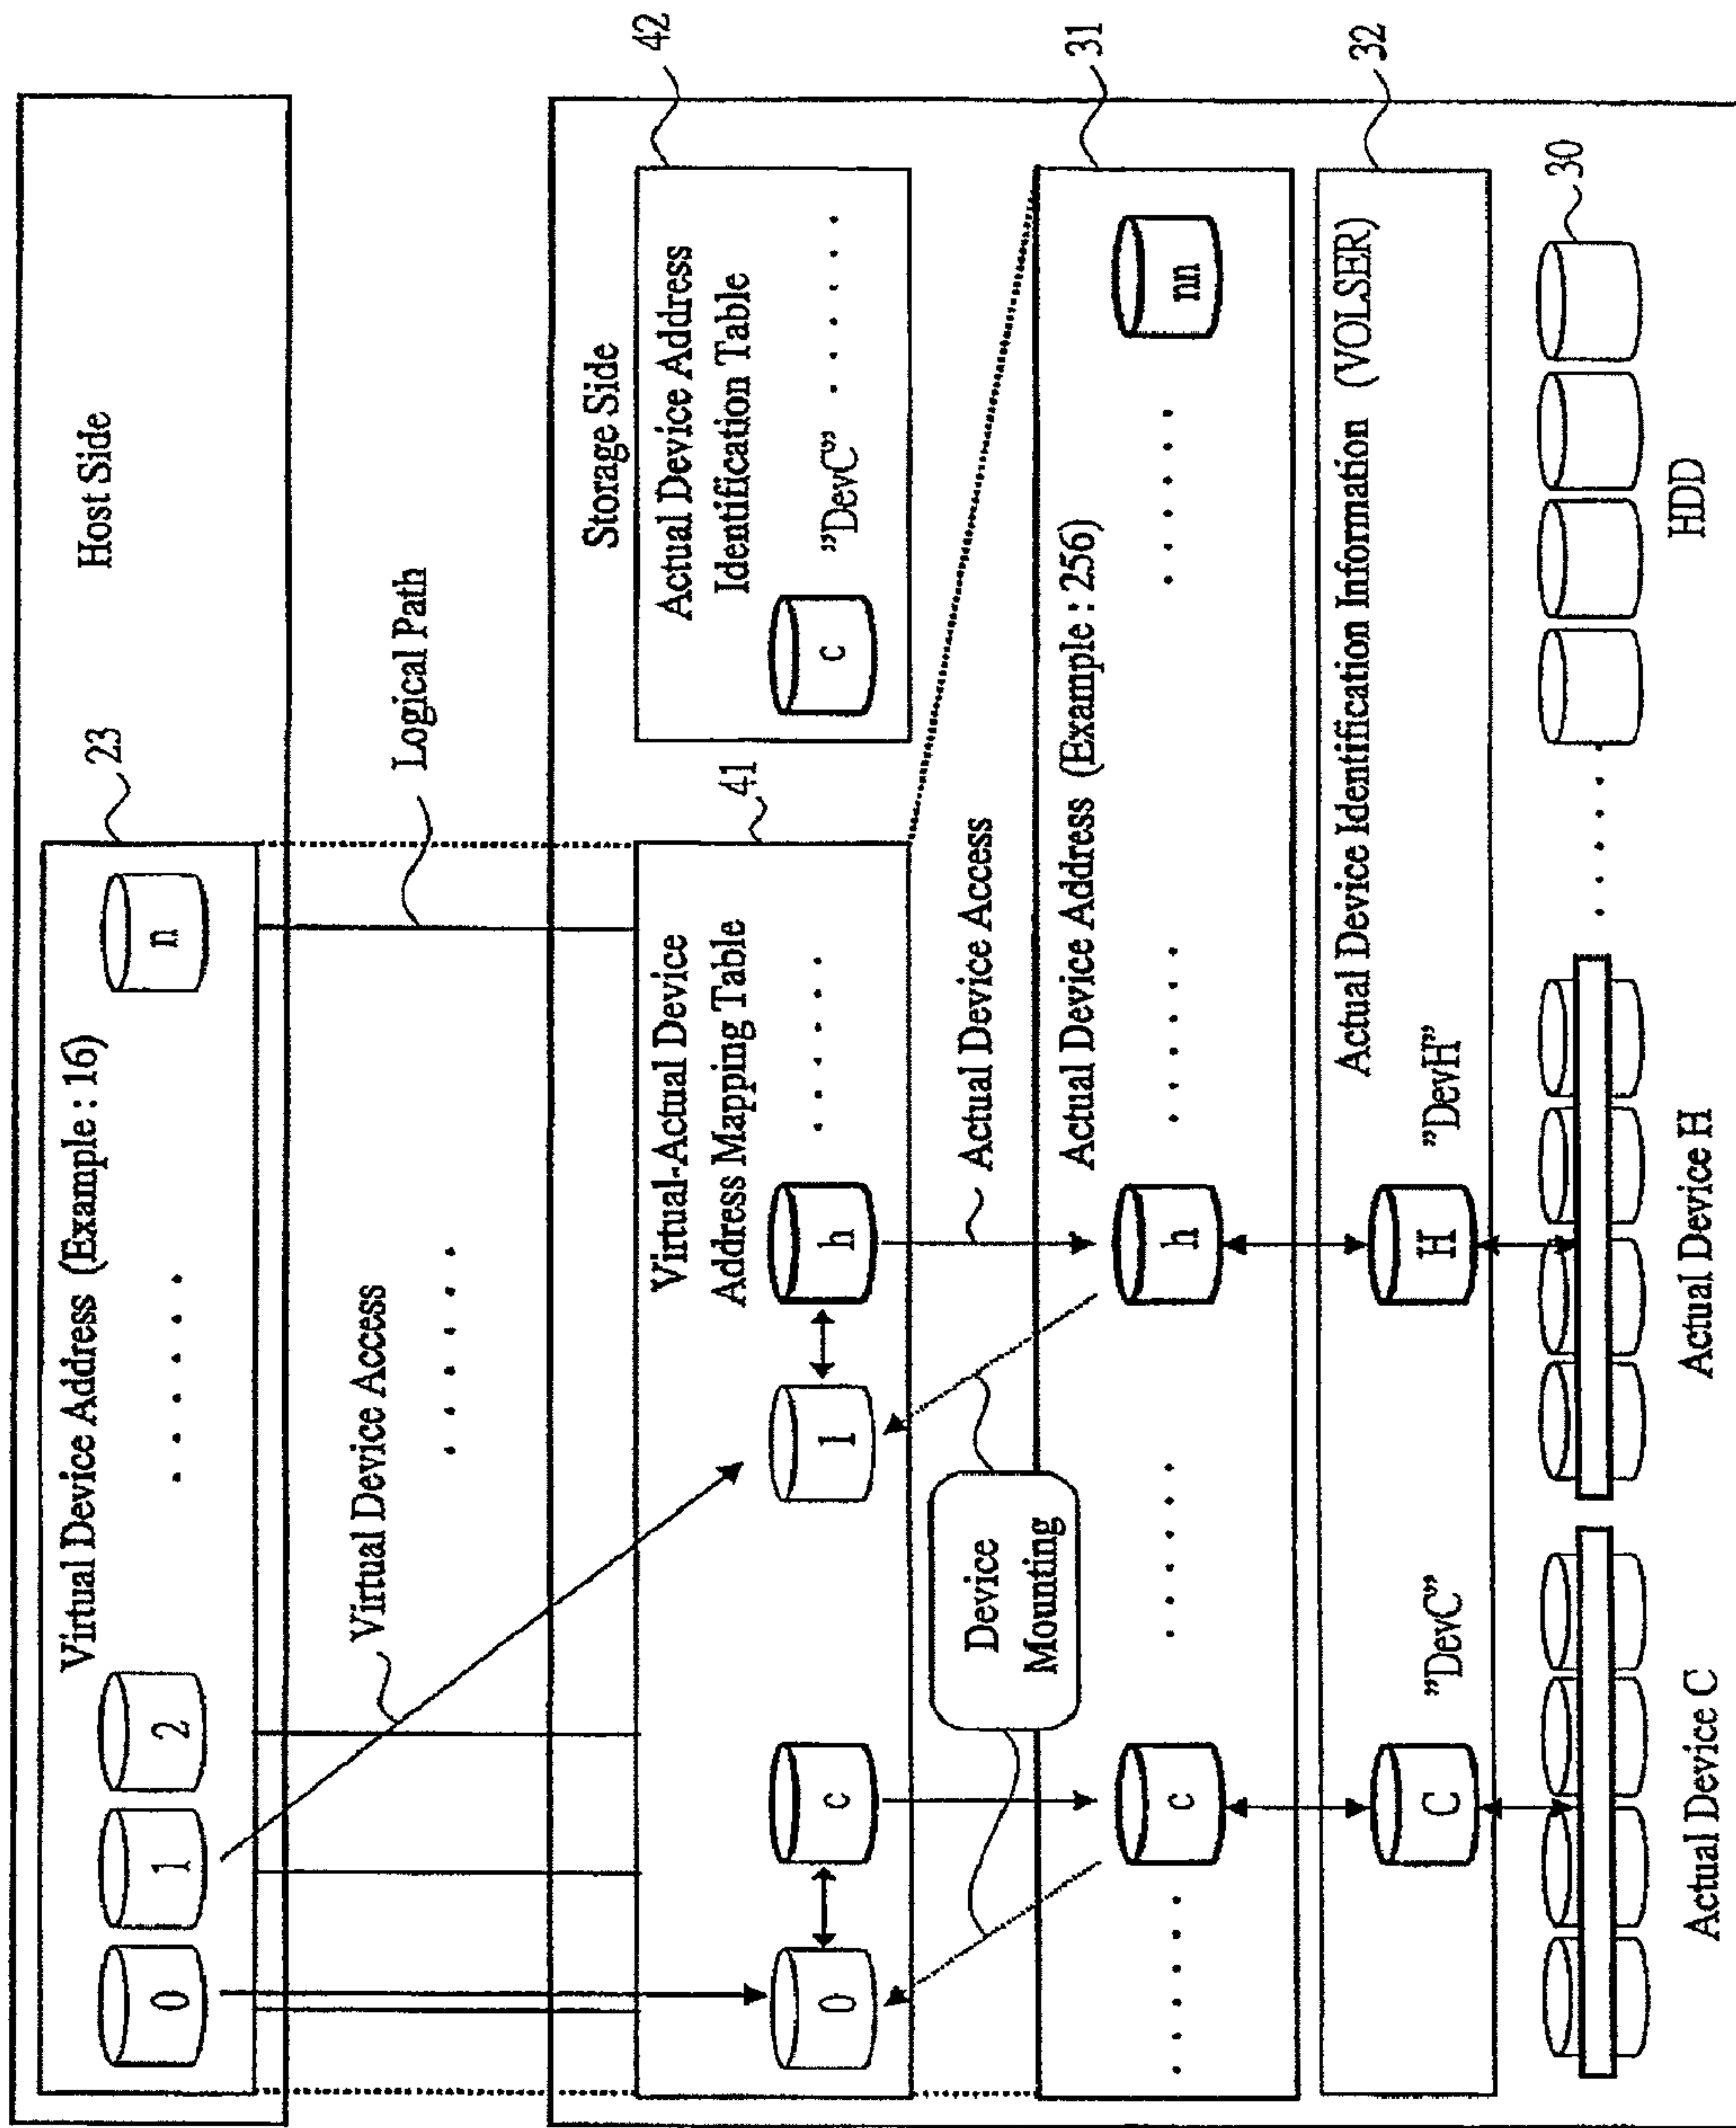 Host Side
23
Virtual Device Address (Example : 16)
0
1
2
. . . . . .
n
Virtual Device Access
. . . . . .
Logical Path
Storage Side
42
Actual Device Address
Identification Table
c
"DevC" . . . . . .
41
Virtual-Actual Device
Address Mapping Table
0
c
1
h
. . . . . .
Device
Mounting
Actual Device Access
31
Actual Device Address (Example : 256)
. . . . . .
c
. . . . . .
h
. . . . . .
. . . . . .
nn
32
Actual Device Identification Information (VOLSER)
C
"DevC"
H
"DevH"
30
. . . . . .
Actual Device C
Actual Device H
HDD